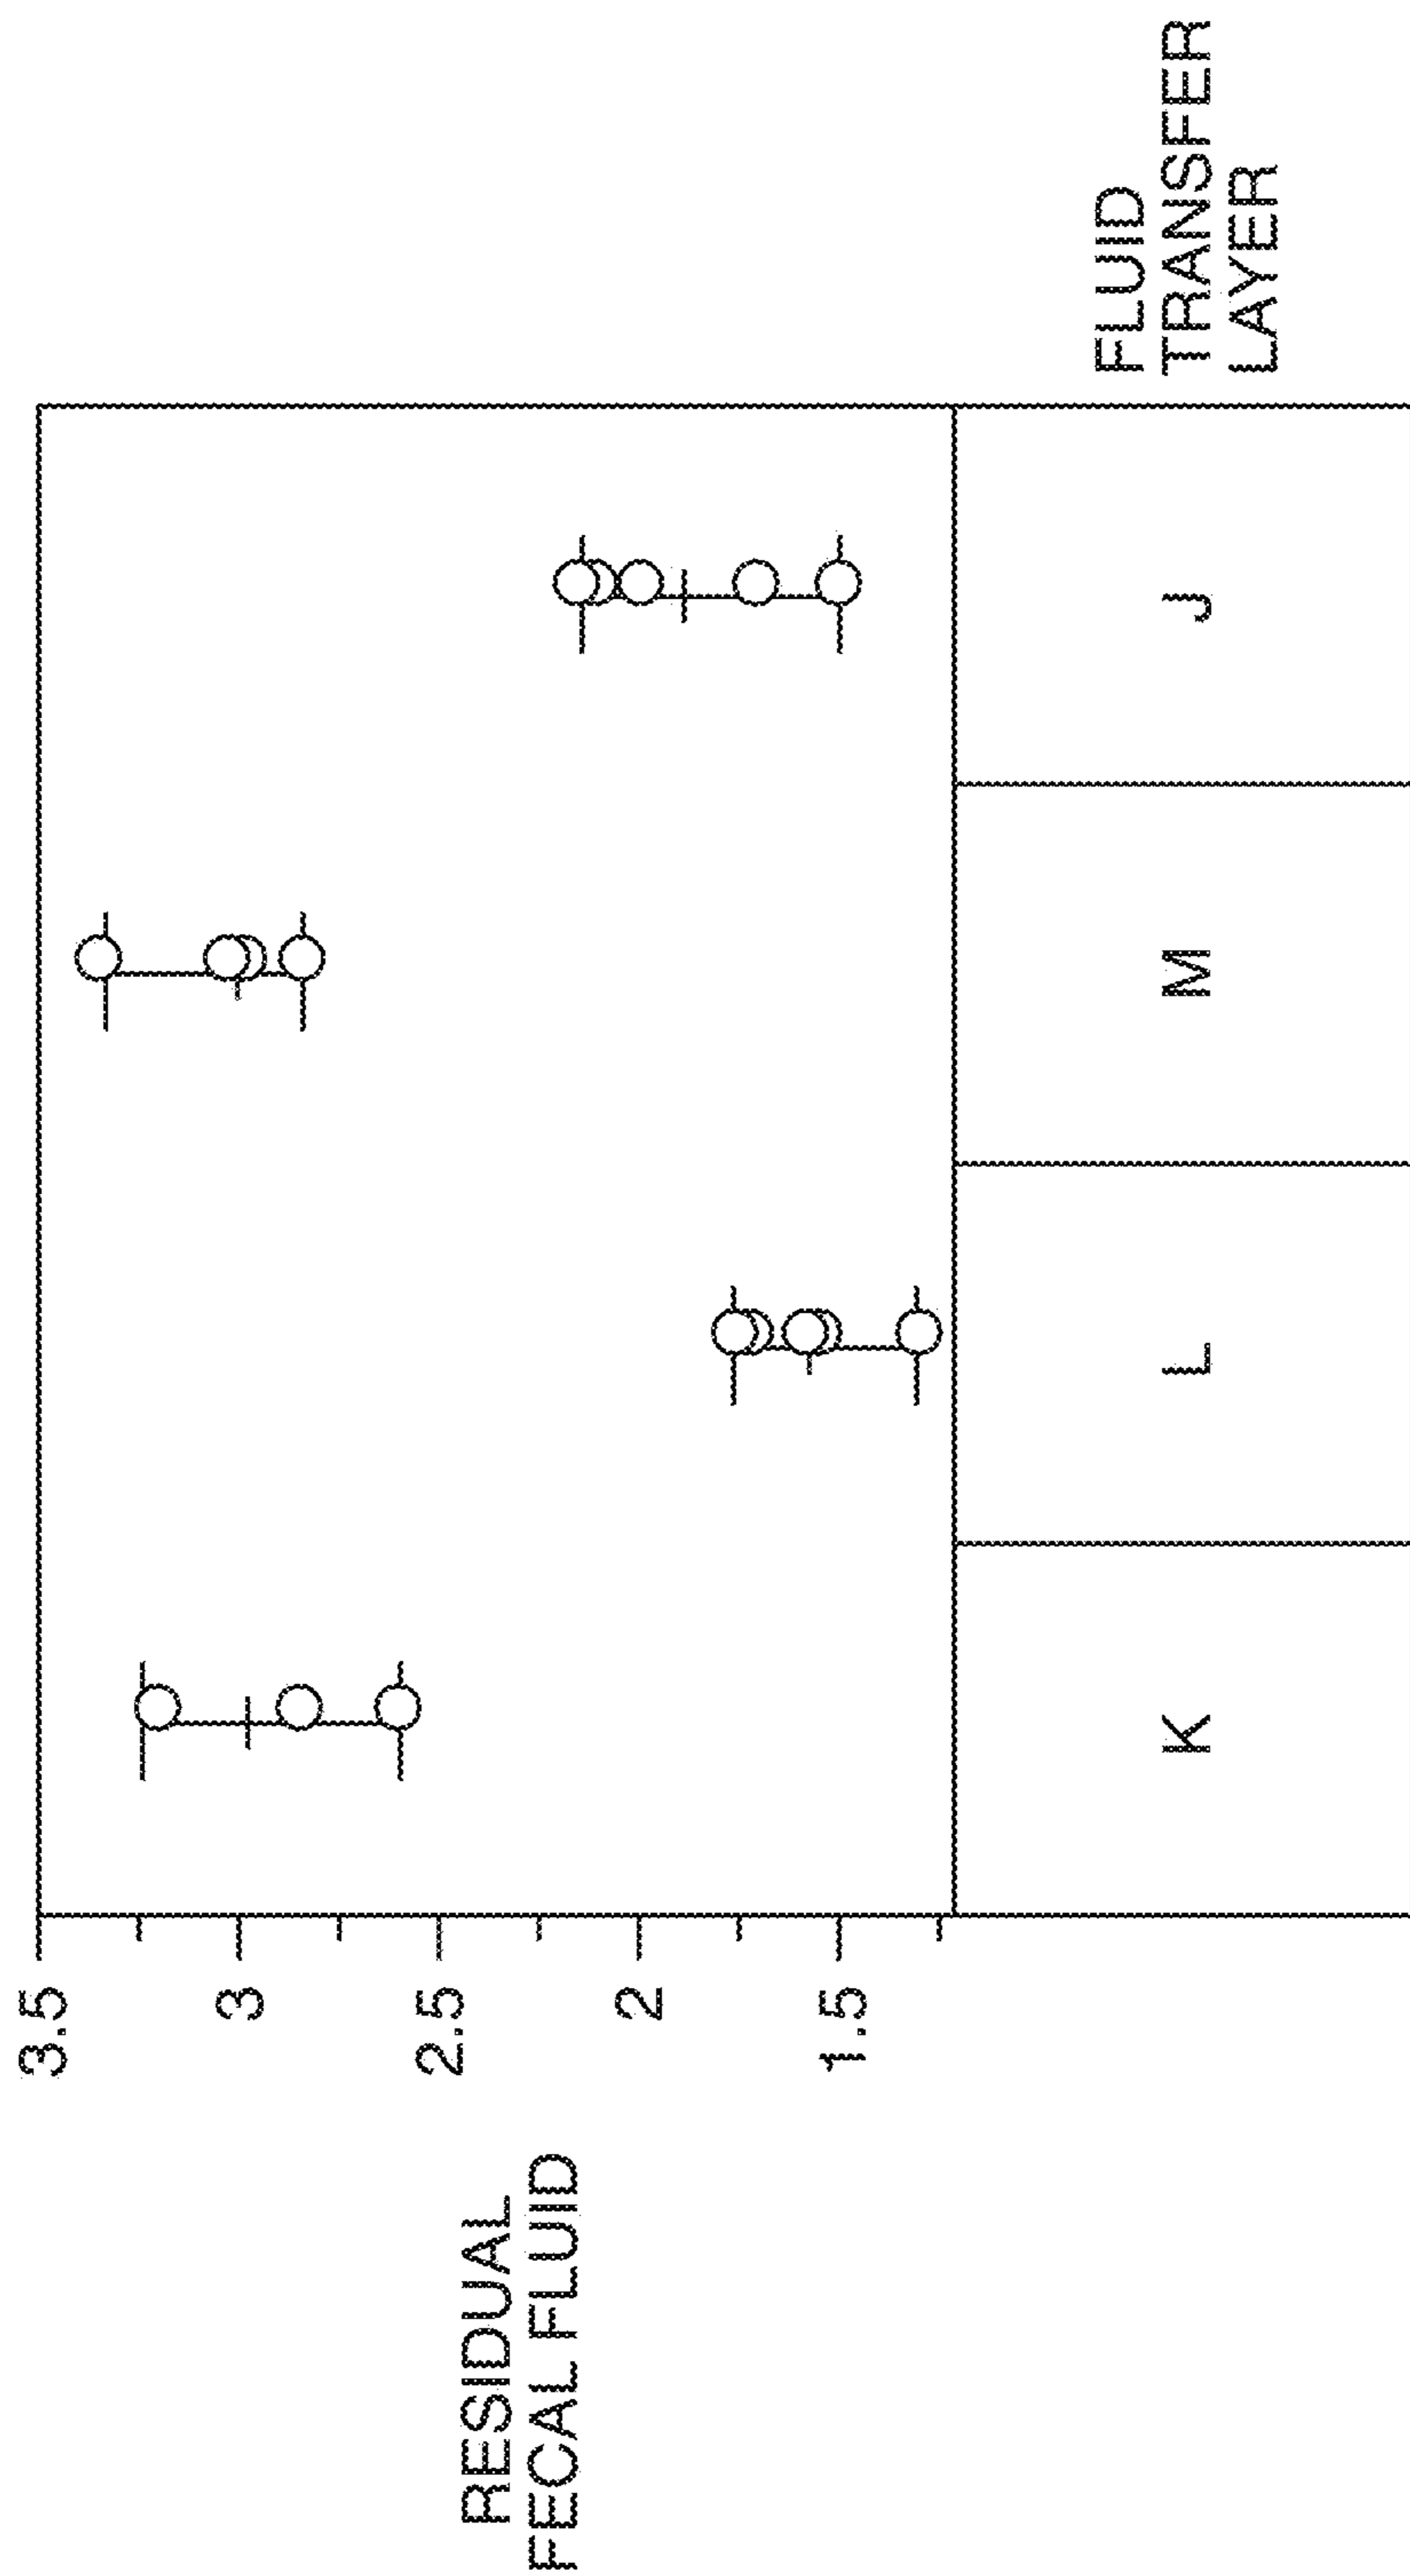 RESIDUAL
FECAL FLUID
3.5
3
2.5
2
1.5
K
L
M
J
FLUID
TRANSFER
LAYER